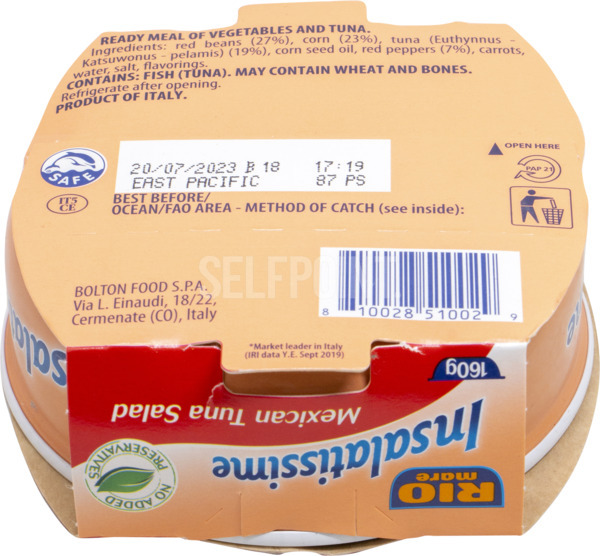 READY MEAL OF VEGETABLES AND TUNA.
Ingredients: red beans (27%), corn (23%), tuna (Euthynnus -
Katsuwonus - pelamis) (19%), corn seed oil, red peppers (7%), carrots,
water, salt, flavorings.
CONTAINS: FISH (TUNA). MAY CONTAIN WHEAT AND BONES.
Refrigerate after opening.
PRODUCT OF ITALY.
OPEN HERE
PAP 21
SAFE
IT5
CE
20/07/2023 B 18 17:19
EAST PACIFIC 87 PS
BEST BEFORE/
OCEAN/FAO AREA - METHOD OF CATCH (see inside):
SELFPOINT
BOLTON FOOD S.P.A.
Via L. Einaudi, 18/22,
Cermenate (CO), Italy
8 10028 51002 9
*Market leader in Italy
(IRI data Y.E. Sept 2019)
160g
Mexican Tuna Salad
Insalatissime
RIO
mare
NO ADDED
PRESERVATIVES